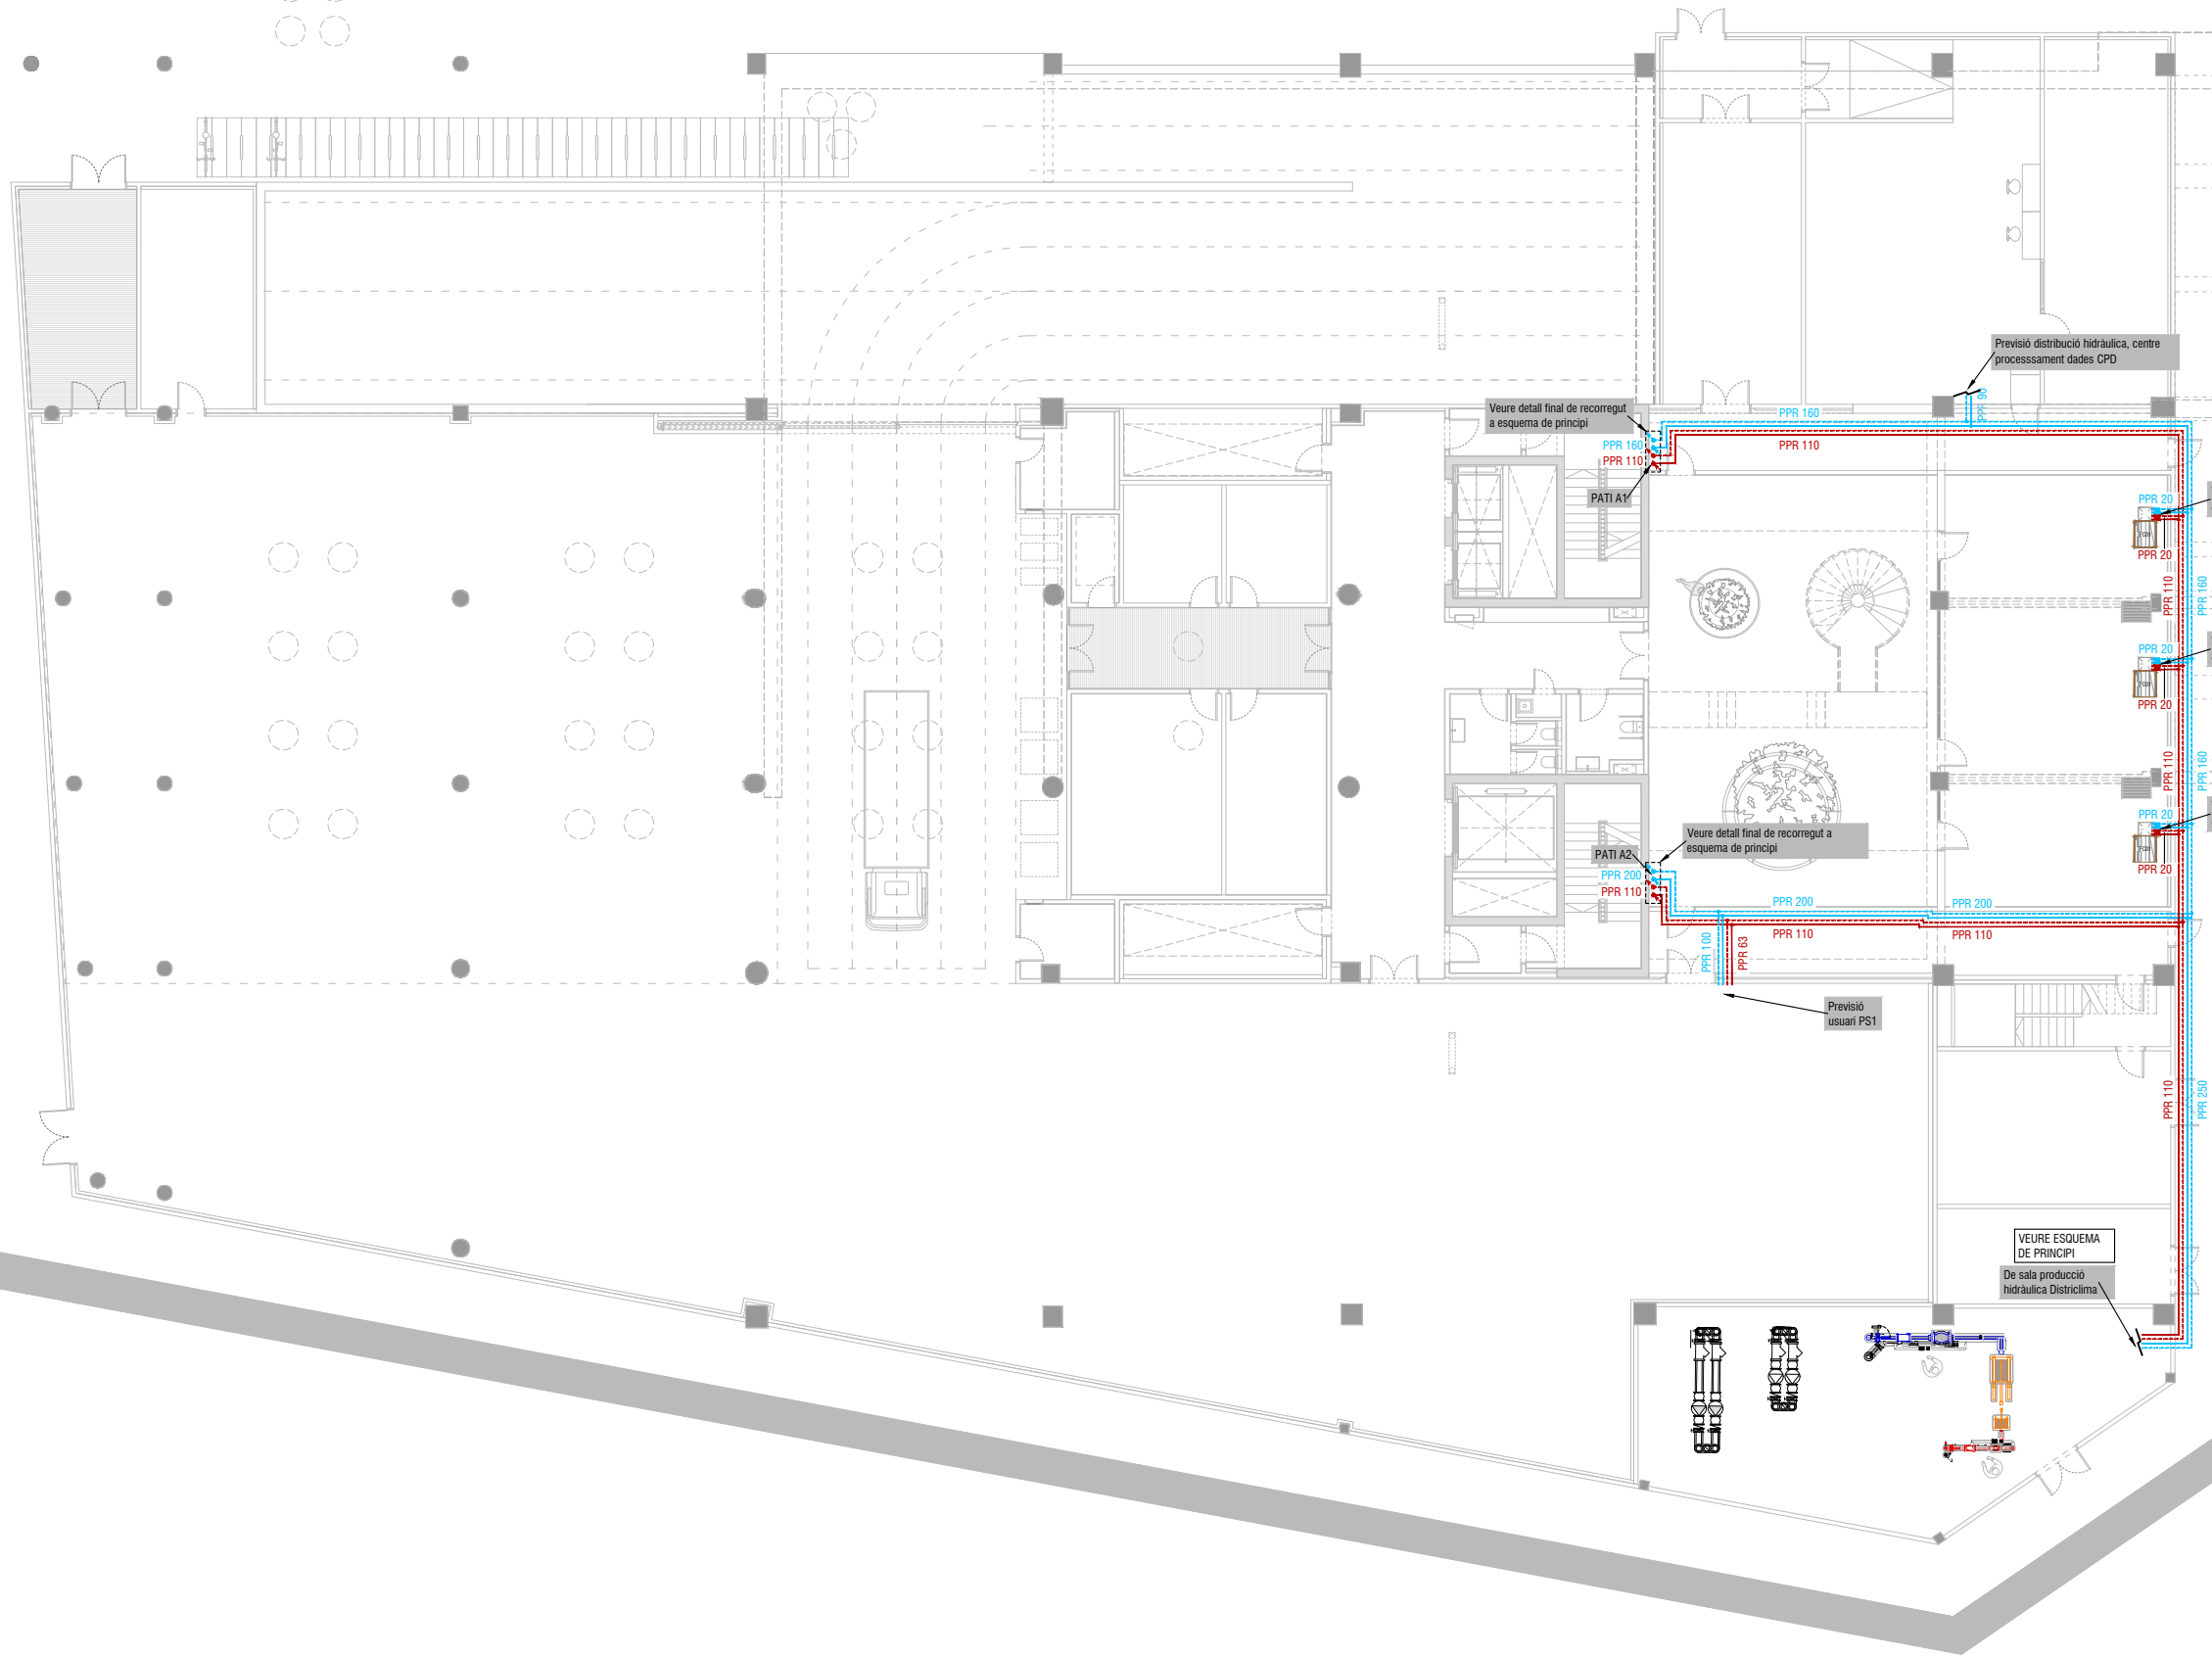 Previsió distribució hidràulica, centre
processsament dades CPD
PPR 90
Veure detall final de recorregut
a esquema de principi
PPR 160
PPR 160
PPR 110
PPR 110
PATI A1
PPR 20
PPR 20
PPR 110
PPR 160
PPR 20
PPR 20
PPR 110
PPR 160
PPR 20
PPR 20
Veure detall final de recorregut a
esquema de principi
PATI A2
PPR 200
PPR 110
PPR 200
PPR 200
PPR 110
PPR 110
PPR 100
PPR 63
Previsió
usuari PS1
PPR 110
PPR 250
VEURE ESQUEMA
DE PRINCIPI
De sala producció
hidràulica Districlima